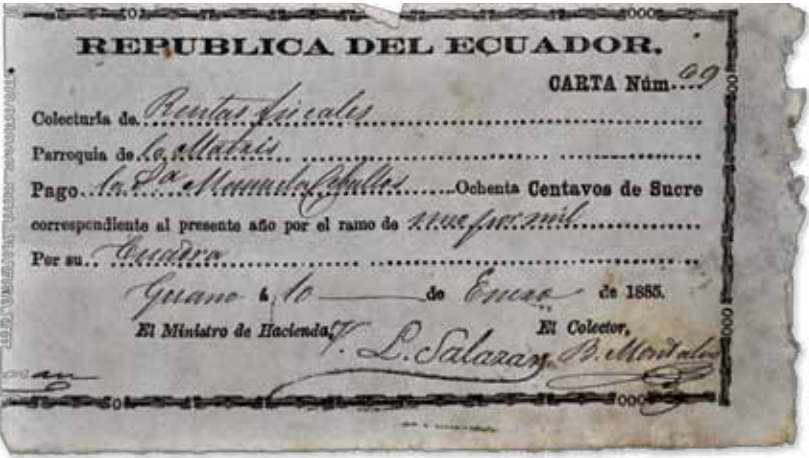 REPUBLICA DEL ECUADOR.
CARTA Núm....69
Colecturía de. Rentas fiscales
Parroquia de la Matriz
Pago...la Sª Manuela Ceballos......Ochenta Centavos de Sucre
correspondiente al presente año por el ramo de uno por mil
Por su.. Cuadra
Guano á 10 de Enero de 1885.
El Ministro de Hacienda, El Colector,
V. L. Salazar. B. Montalvo